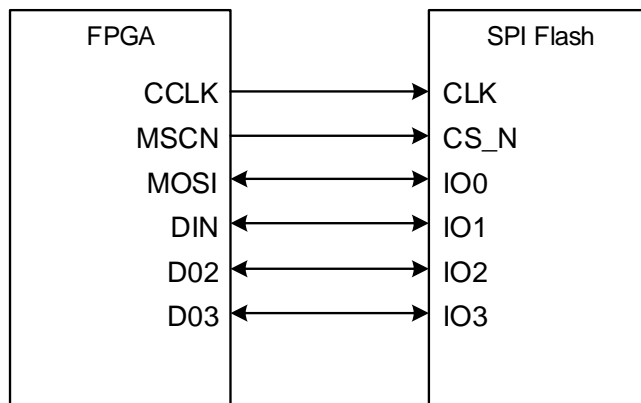 FPGA
SPI Flash
CCLK
CLK
MSCN
CS_N
MOSI
IO0
DIN
IO1
D02
IO2
D03
IO3